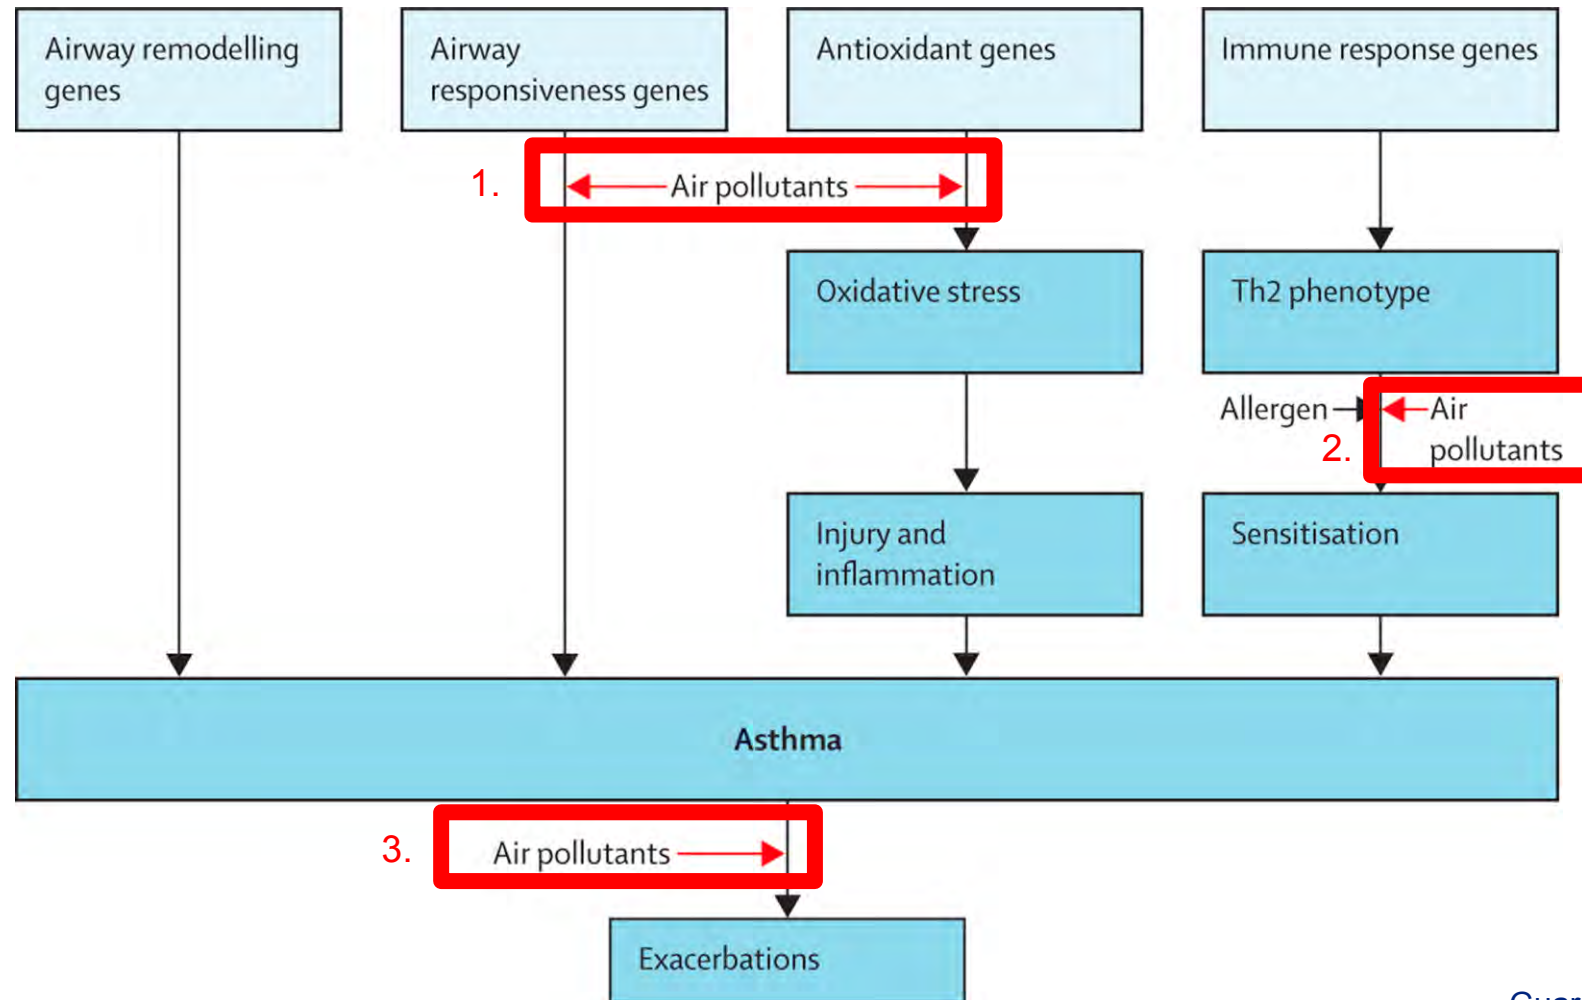 Airway remodelling
genes
Airway
responsiveness genes
Antioxidant genes
Immune response genes
1.
Air pollutants
Oxidative stress
Th2 phenotype
Allergen
Air
pollutants
2.
Injury and
inflammation
Sensitisation
Asthma
3.
Air pollutants
Exacerbations